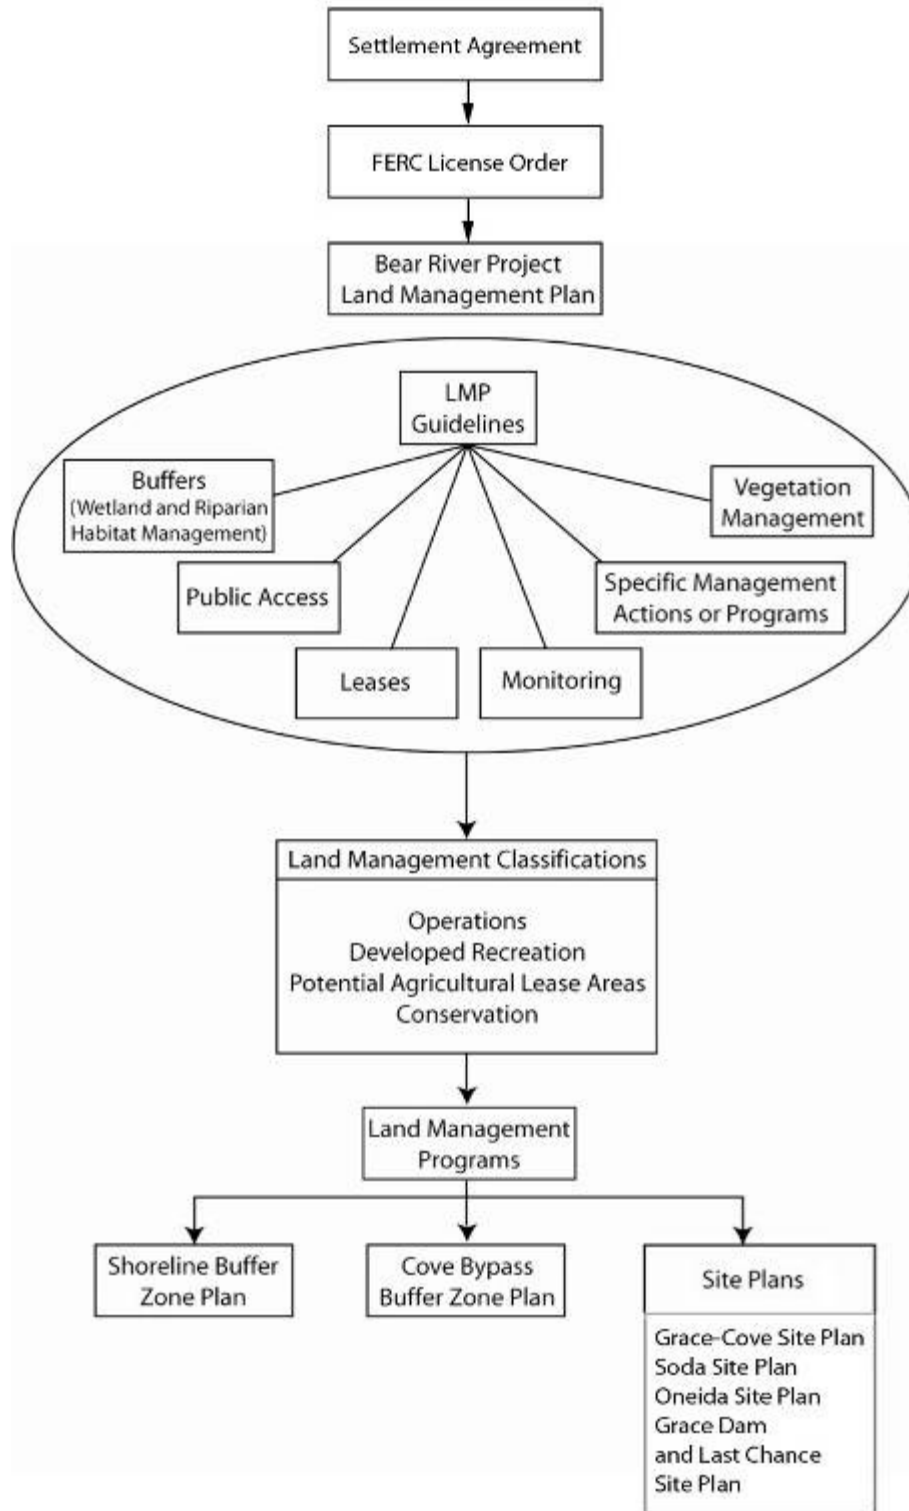 Settlement Agreement
FERC License Order
Bear River Project
Land Management Plan
LMP
Guidelines
Buffers
(Wetland and Riparian
Habitat Management)
Vegetation
Management
Public Access
Specific Management
Actions or Programs
Leases
Monitoring
Land Management Classifications
Operations
Developed Recreation
Potential Agricultural Lease Areas
Conservation
Land Management
Programs
Shoreline Buffer
Zone Plan
Cove Bypass
Buffer Zone Plan
Site Plans
Grace-Cove Site Plan
Soda Site Plan
Oneida Site Plan
Grace Dam
and Last Chance
Site Plan